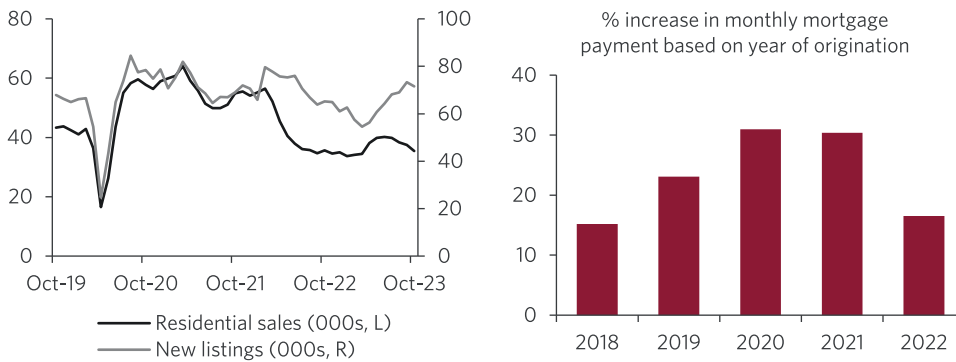 80
60
40
20
0
100
80
60
40
20
0
Oct-19
Oct-20
Oct-21
Oct-22
Oct-23
Residential sales (000s, L)
New listings (000s, R)
% increase in monthly mortgage
payment based on year of origination
40
30
20
10
0
2018
2019
2020
2021
2022